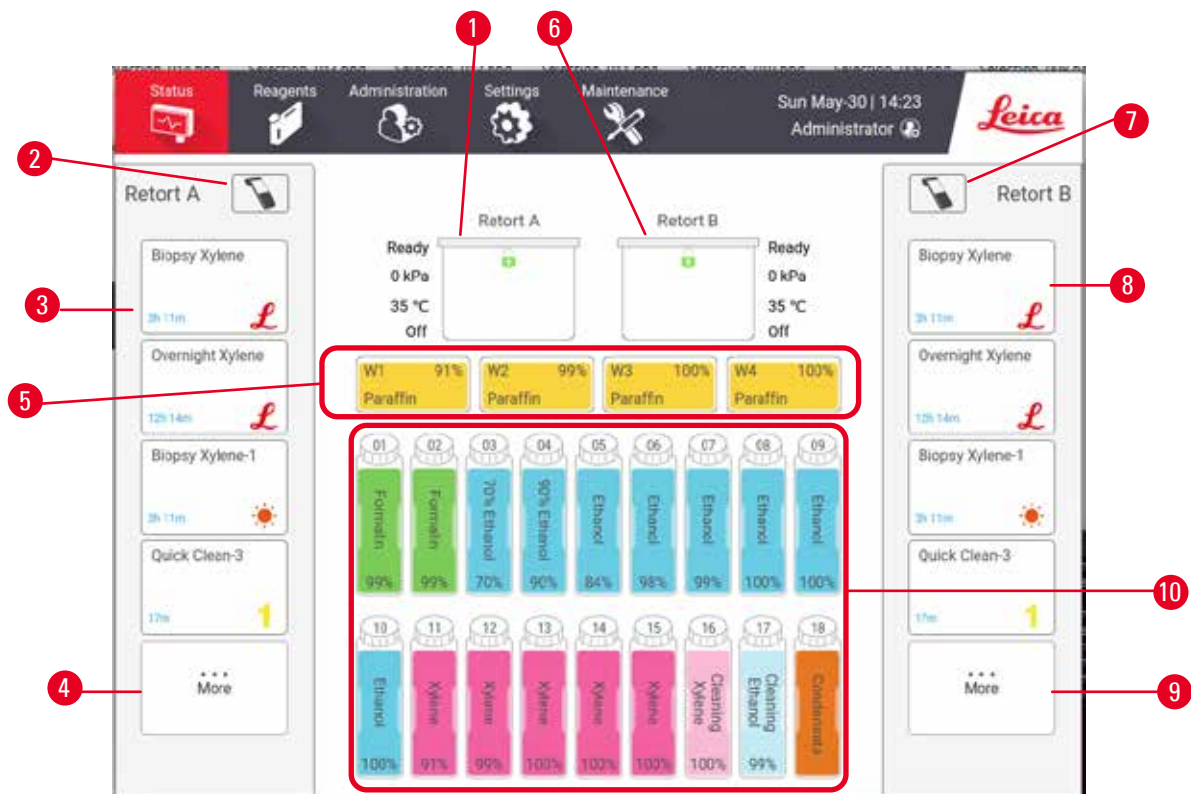 1
6
Status
Reagents
Administration
Settings
Maintenance
Sun May-30 | 14:23
Administrator
Leica
7
2
Retort A
Retort B
Retort A
Retort B
Ready
0 kPa
35 °C
Off
Ready
0 kPa
35 °C
Off
Biopsy Xylene
3h 11m
Overnight Xylene
12h 14m
Biopsy Xylene-1
3h 11m
Quick Clean-3
17m
1
... More
3
4
5
W1 91%
Paraffin
W2 99%
Paraffin
W3 100%
Paraffin
W4 100%
Paraffin
01 Formalin 99%
02 Formalin 99%
03 70% Ethanol 70%
04 90% Ethanol 90%
05 Ethanol 84%
06 Ethanol 98%
07 Ethanol 99%
08 Ethanol 100%
09 Ethanol 100%
10 Ethanol 100%
11 Xylene 91%
12 Xylene 99%
13 Xylene 100%
14 Xylene 100%
15 Xylene 100%
16 Cleaning Xylene 100%
17 Cleaning Ethanol 99%
18 Condensate
Biopsy Xylene
3h 11m
Overnight Xylene
12h 14m
Biopsy Xylene-1
3h 11m
Quick Clean-3
17m
1
... More
8
10
9